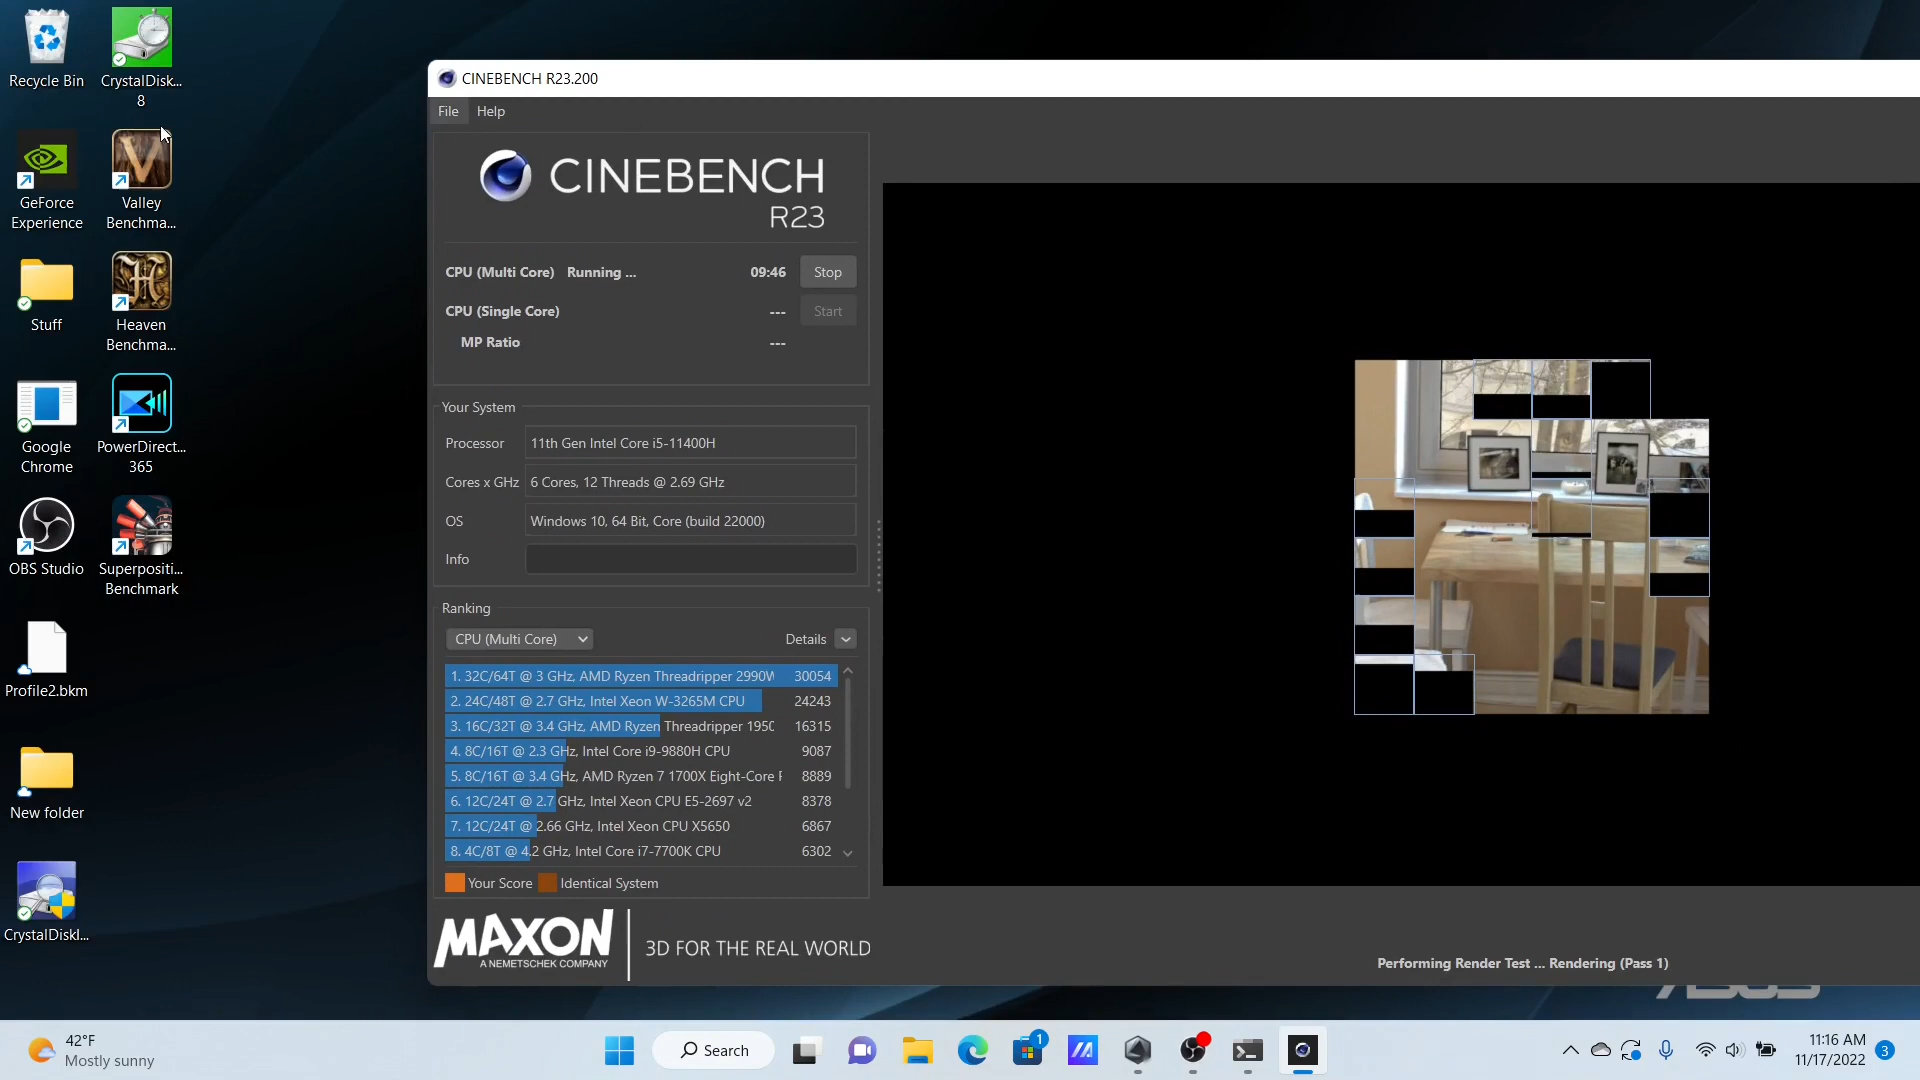 Recycle Bin
CrystalDisk...
8
GeForce
Experience
Valley
Benchma...
Stuff
Heaven
Benchma...
Google
Chrome
PowerDirect...
365
OBS Studio
Superpositi...
Benchmark
Profile2.bkm
New folder
CrystalDiskI...
CINEBENCH R23.200
File Help
CINEBENCH
R23
CPU (Multi Core) Running ... 09:46 Stop
CPU (Single Core) --- Start
MP Ratio ---
Your System
Processor 11th Gen Intel Core i5-11400H
Cores x GHz 6 Cores, 12 Threads @ 2.69 GHz
OS Windows 10, 64 Bit, Core (build 22000)
Info
Ranking
CPU (Multi Core) Details
1. 32C/64T @ 3 GHz, AMD Ryzen Threadripper 2990W 30054
2. 24C/48T @ 2.7 GHz, Intel Xeon W-3265M CPU 24243
3. 16C/32T @ 3.4 GHz, AMD Ryzen Threadripper 1950 16315
4. 8C/16T @ 2.3 GHz, Intel Core i9-9880H CPU 9087
5. 8C/16T @ 3.4 GHz, AMD Ryzen 7 1700X Eight-Core P 8889
6. 12C/24T @ 2.7 GHz, Intel Xeon CPU E5-2697 v2 8378
7. 12C/24T @ 2.66 GHz, Intel Xeon CPU X5650 6867
8. 4C/8T @ 4.2 GHz, Intel Core i7-7700K CPU 6302
Your Score Identical System
MAXON
A NEMETSCHEK COMPANY
3D FOR THE REAL WORLD
Performing Render Test ... Rendering (Pass 1)
ASUS
42°F
Mostly sunny
Search
1
11:16 AM
11/17/2022
3